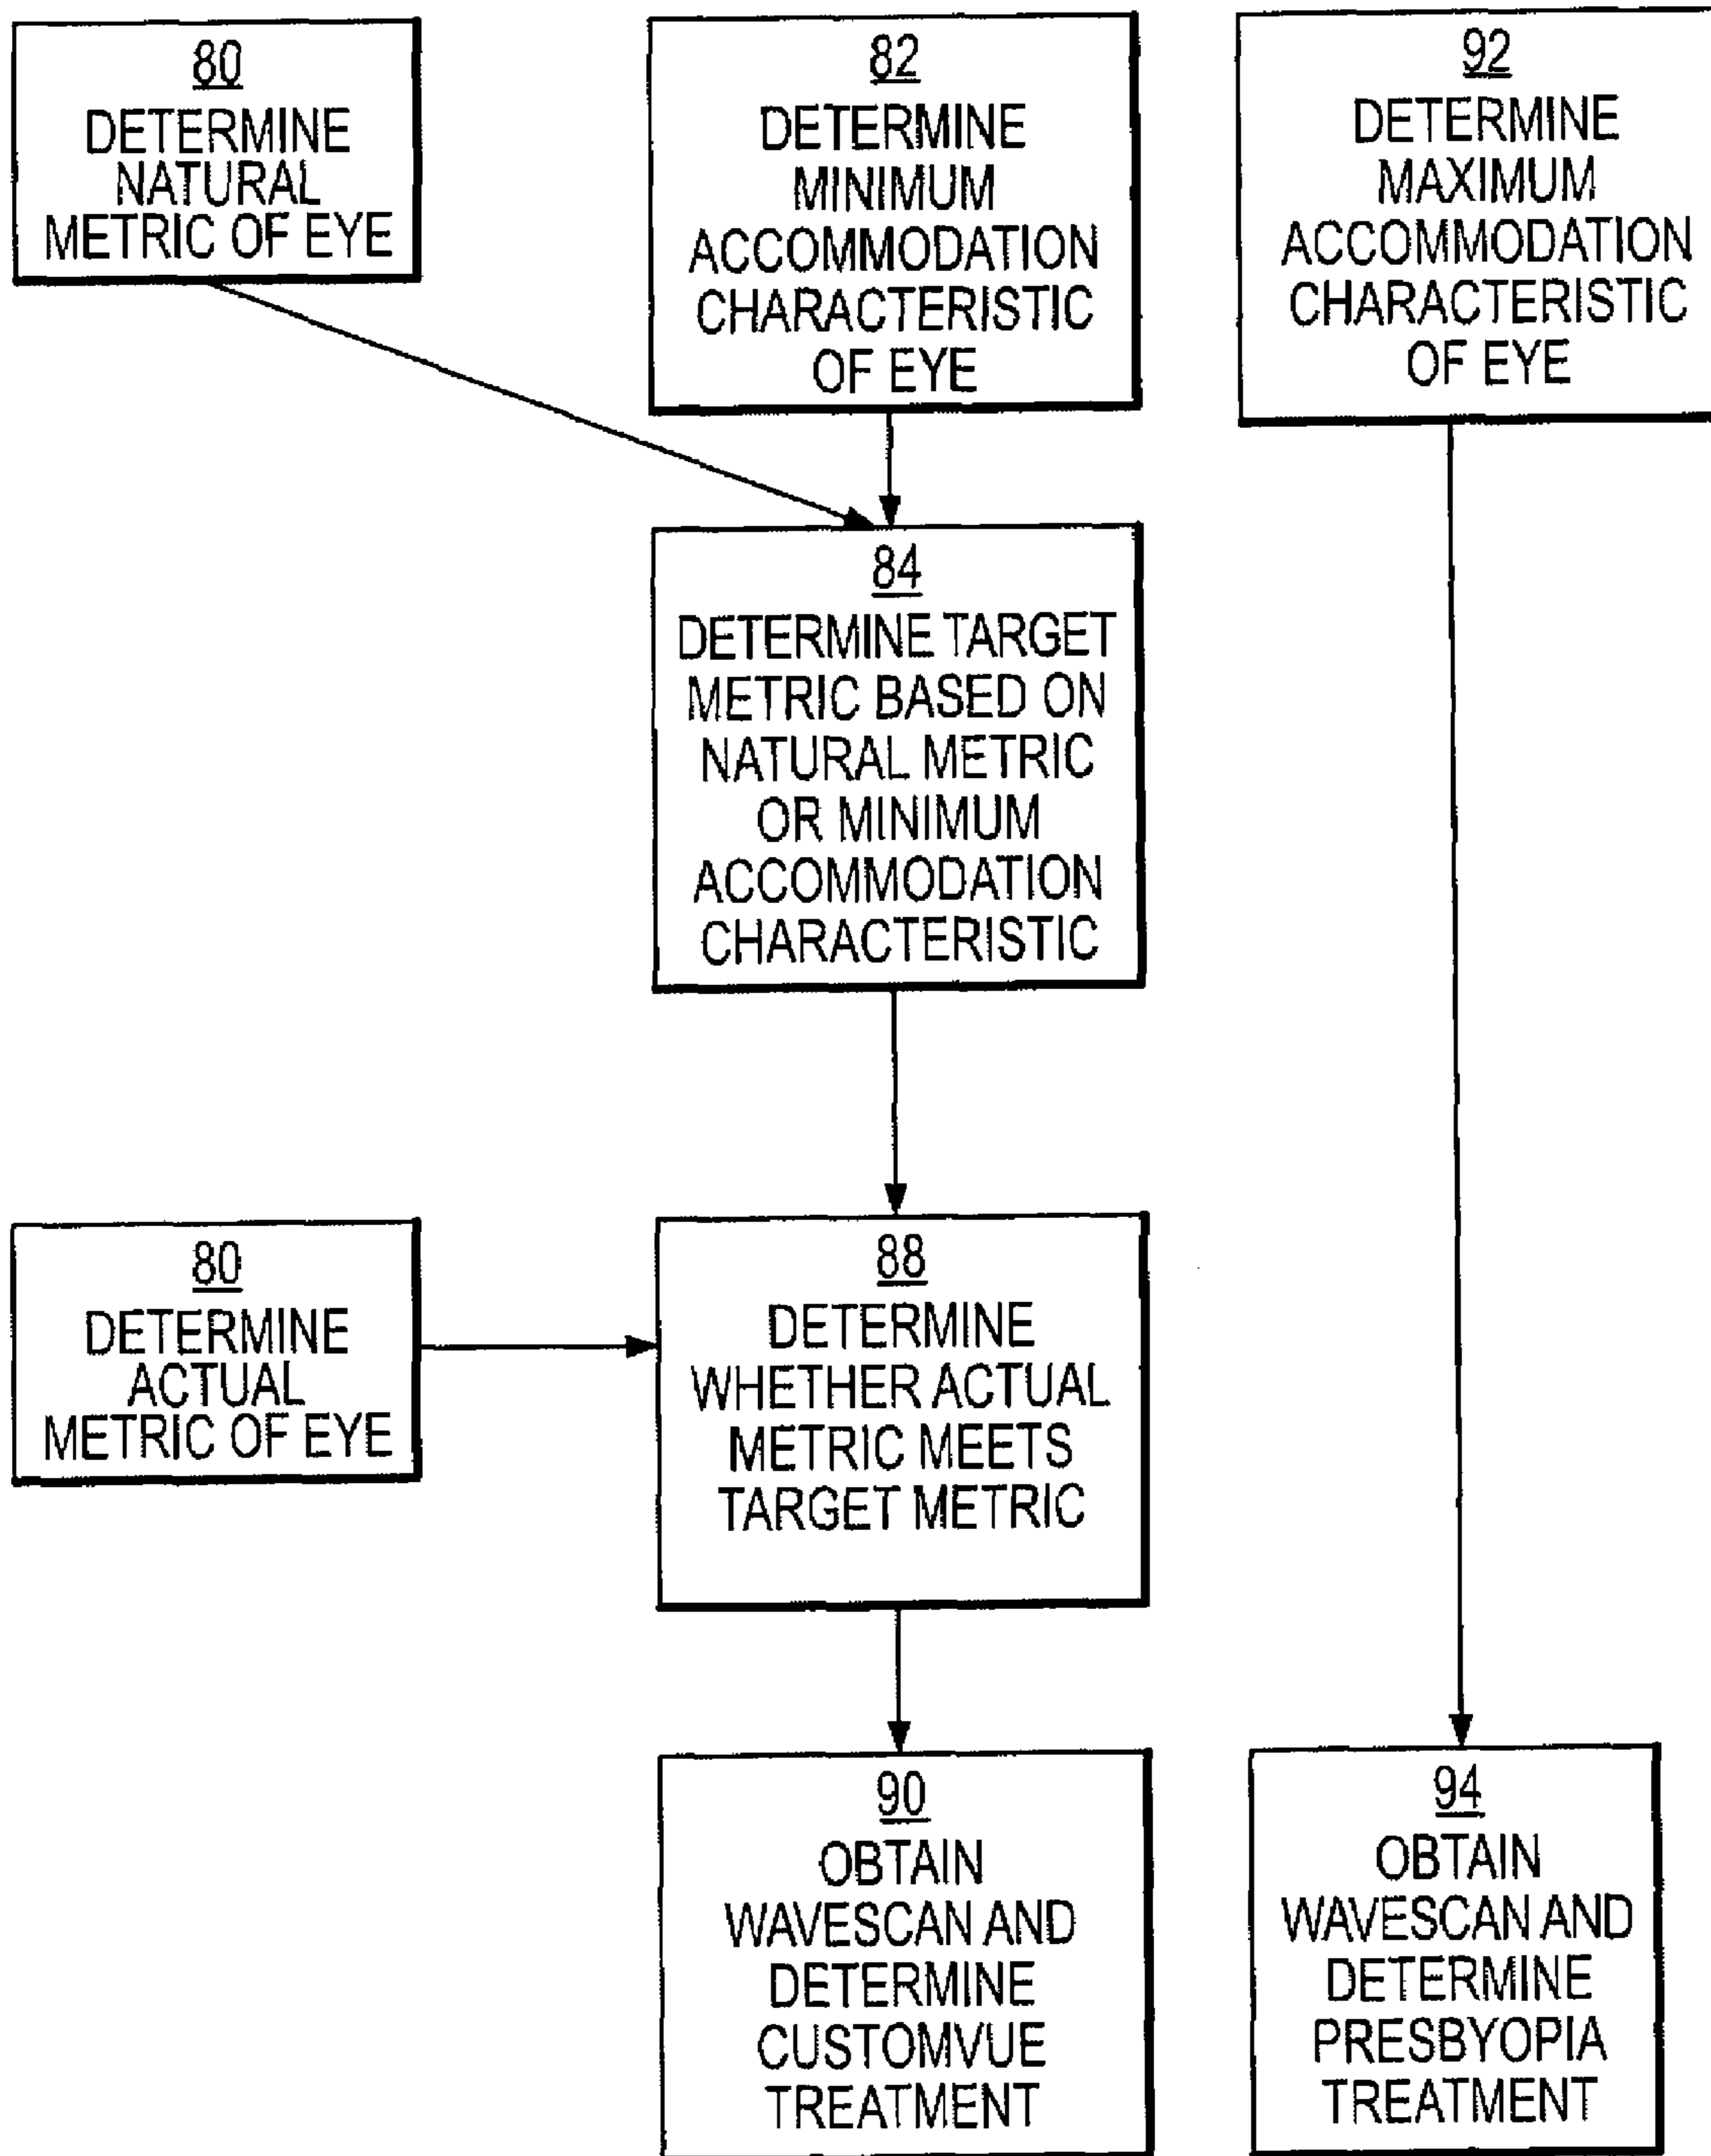 80
DETERMINE
NATURAL
METRIC OF EYE
82
DETERMINE
MINIMUM
ACCOMMODATION
CHARACTERISTIC
OF EYE
92
DETERMINE
MAXIMUM
ACCOMMODATION
CHARACTERISTIC
OF EYE
84
DETERMINE TARGET
METRIC BASED ON
NATURAL METRIC
OR MINIMUM
ACCOMMODATION
CHARACTERISTIC
80
DETERMINE
ACTUAL
METRIC OF EYE
88
DETERMINE
WHETHER ACTUAL
METRIC MEETS
TARGET METRIC
90
OBTAIN
WAVESCAN AND
DETERMINE
CUSTOMVUE
TREATMENT
94
OBTAIN
WAVESCAN AND
DETERMINE
PRESBYOPIA
TREATMENT